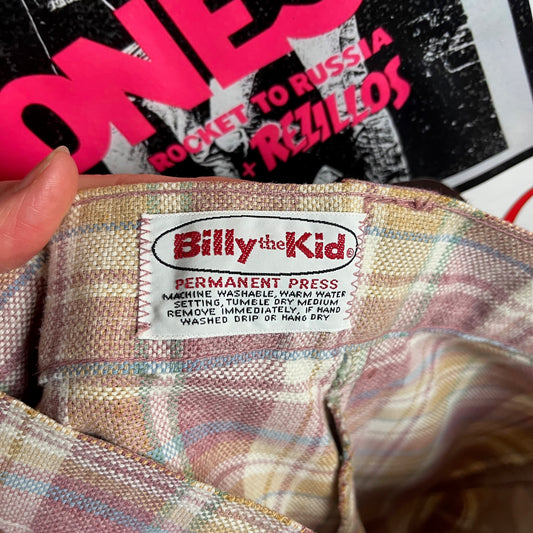 ONES
ROCKET TO RUSSIA
+ REZILLOS
Billy the Kid®
PERMANENT PRESS
MACHINE WASHABLE, WARM WATER
SETTING, TUMBLE DRY MEDIUM
REMOVE IMMEDIATELY, IF HAND
WASHED DRIP OR HANG DRY